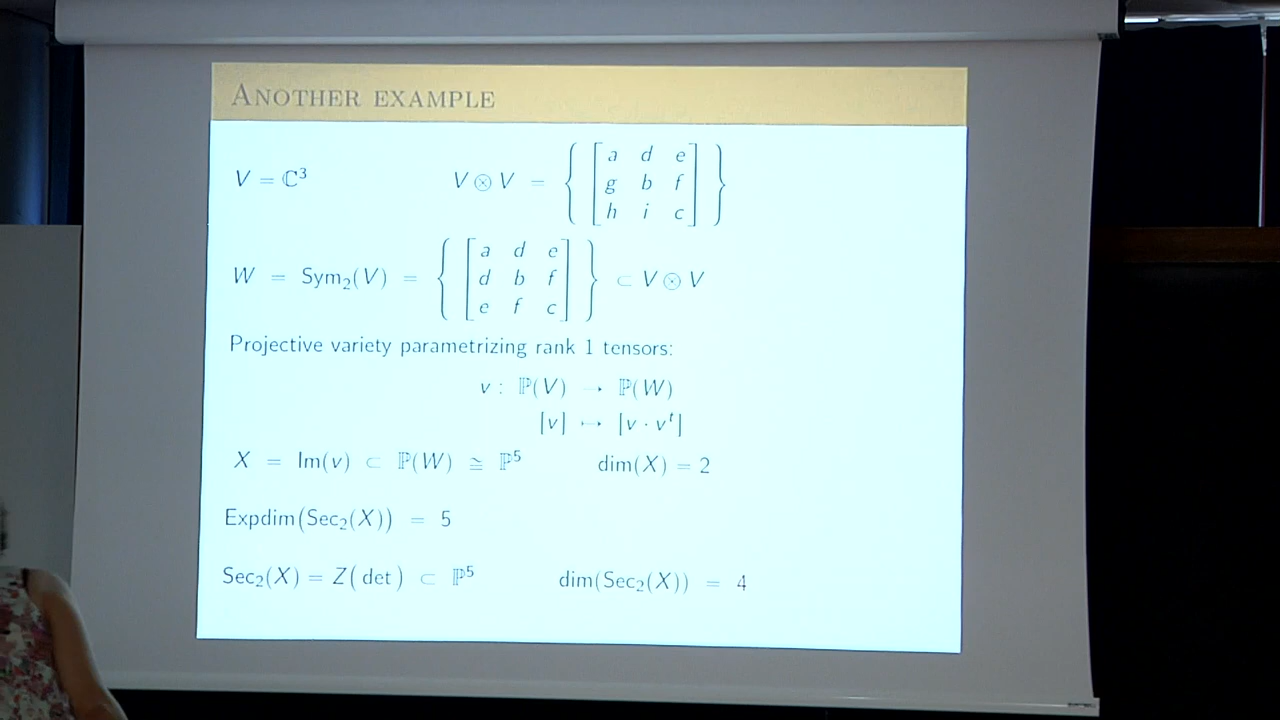 ANOTHER EXAMPLE
V = ℂ³ V ⊗ V = { [ a d e
g b f
h i c ] }
W = Sym₂(V) = { [ a d e
d b f
e f c ] } ⊂ V ⊗ V
Projective variety parametrizing rank 1 tensors:
v : ℙ(V) → ℙ(W)
[v] ↦ [v · vᵗ]
X = Im(v) ⊂ ℙ(W) ≅ ℙ⁵ dim(X) = 2
Expdim(Sec₂(X)) = 5
Sec₂(X) = Z(det) ⊂ ℙ⁵ dim(Sec₂(X)) = 4